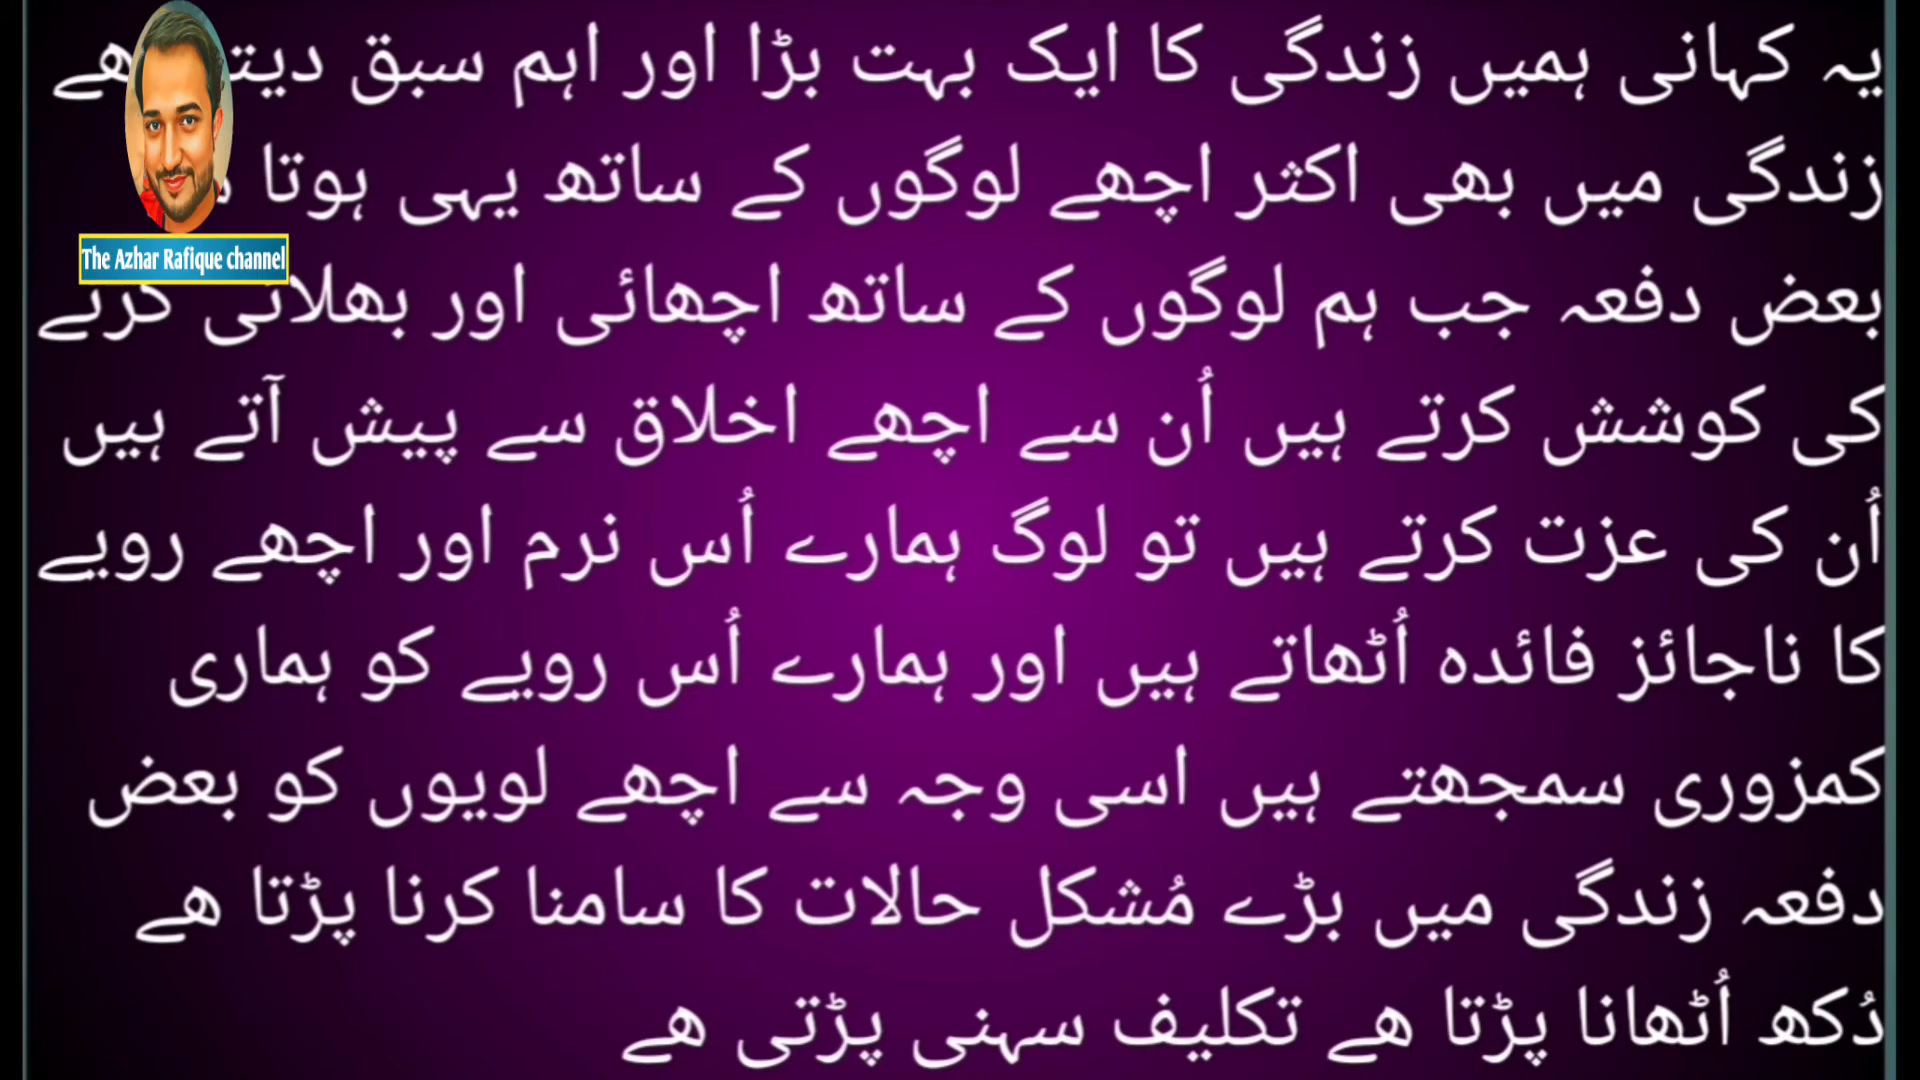 یہ کہانی ہمیں زندگی کا ایک بہت بڑا اور اہم سبق
زندگی میں بھی اکثر اچھے لوگوں کے ساتھ یہی ہوتا
بعض دفعہ جب ہم لوگوں کے ساتھ اچھائی اور بھلائی کرنے
کی کوشش کرتے ہیں اُن سے اچھے اخلاق سے پیش آتے ہیں
اُن کی عزت کرتے ہیں تو لوگ ہمارے اُس نرم اور اچھے رویے
کا ناجائز فائدہ اُٹھاتے ہیں اور ہمارے اُس رویے کو ہماری
کمزوری سمجھتے ہیں اسی وجہ سے اچھے لویوں کو بعض
دفعہ زندگی میں بڑے مُشکل حالات کا سامنا کرنا پڑتا ھے
دُکھ اُٹھانا پڑتا ھے تکلیف سہنی پڑتی ھے
The Azhar Rafique channel